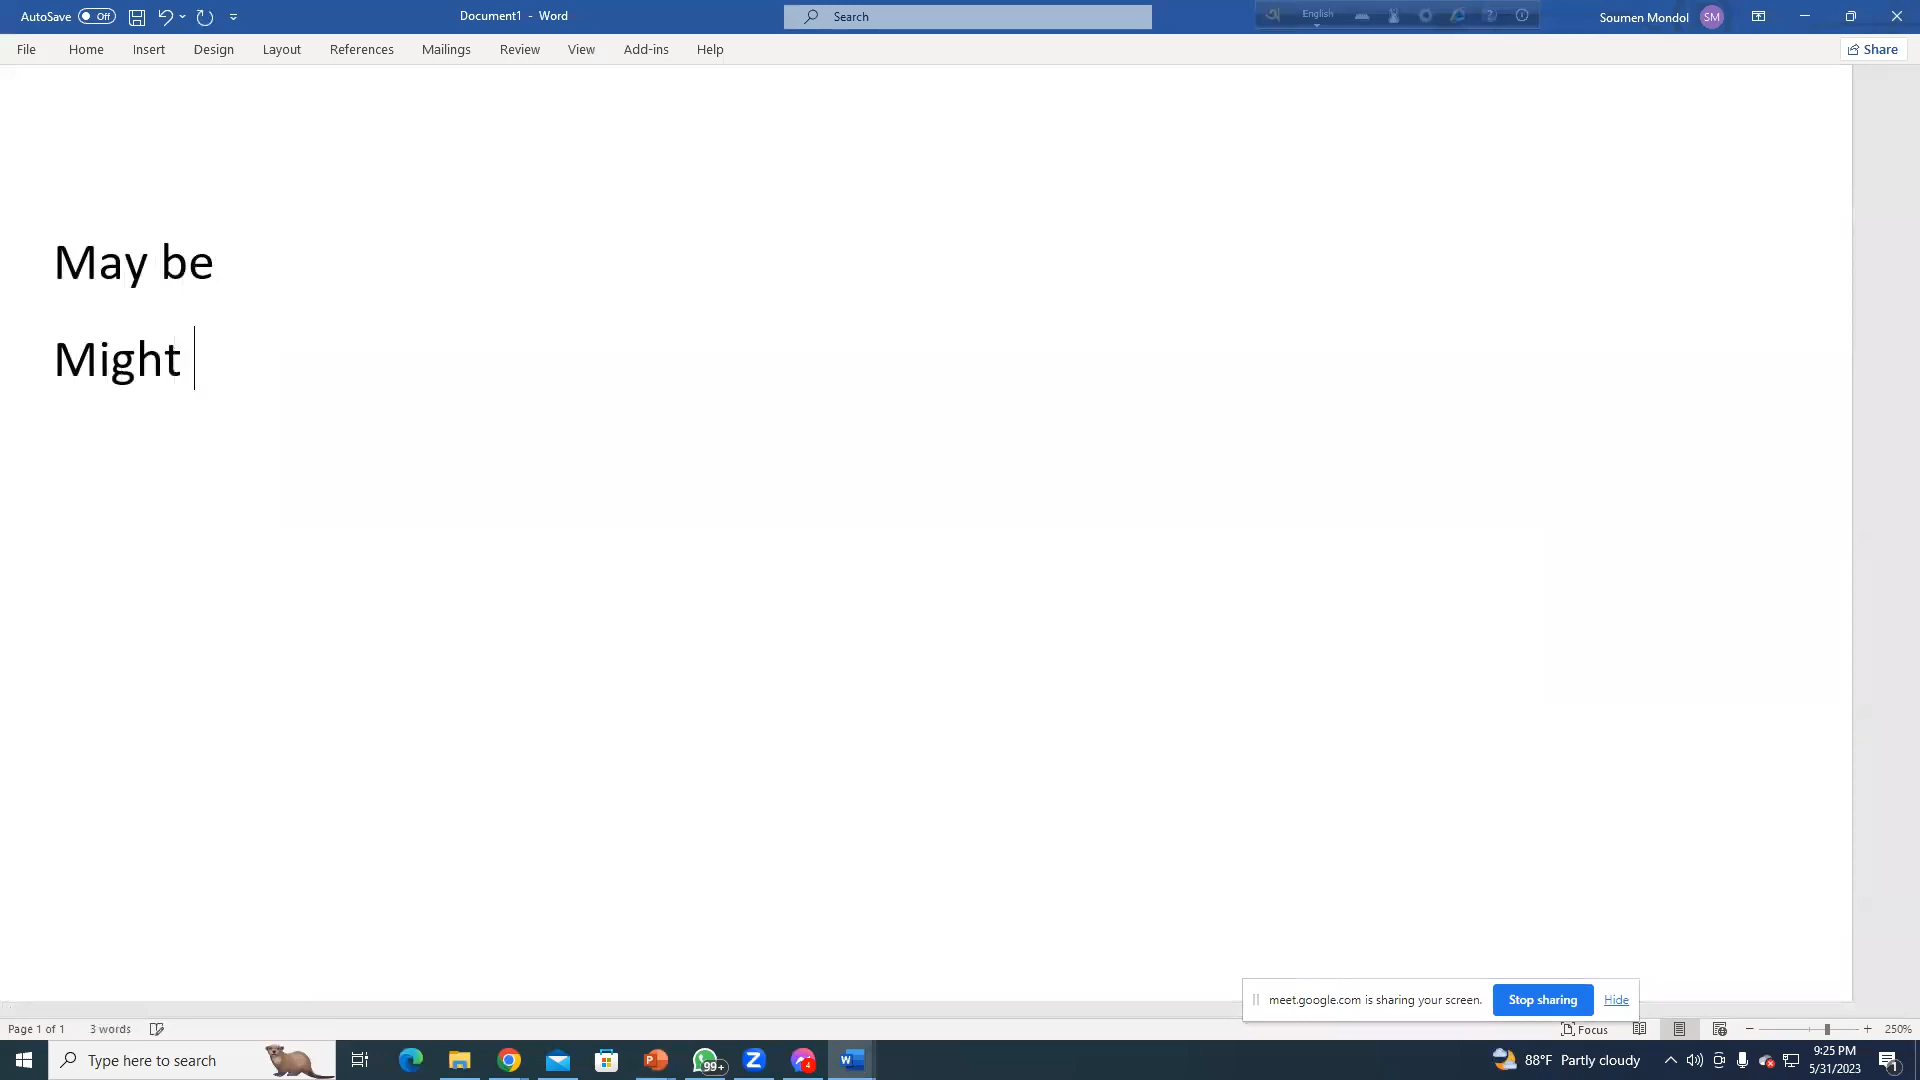 AutoSave Off Document1 - Word Search English Soumen Mondol SM
File Home Insert Design Layout References Mailings Review View Add-ins Help Share
May be
Might
meet.google.com is sharing your screen. Stop sharing Hide
Page 1 of 1 3 words Focus 250%
Type here to search 99+ 4 88°F Partly cloudy 9:25 PM
5/31/2023 1